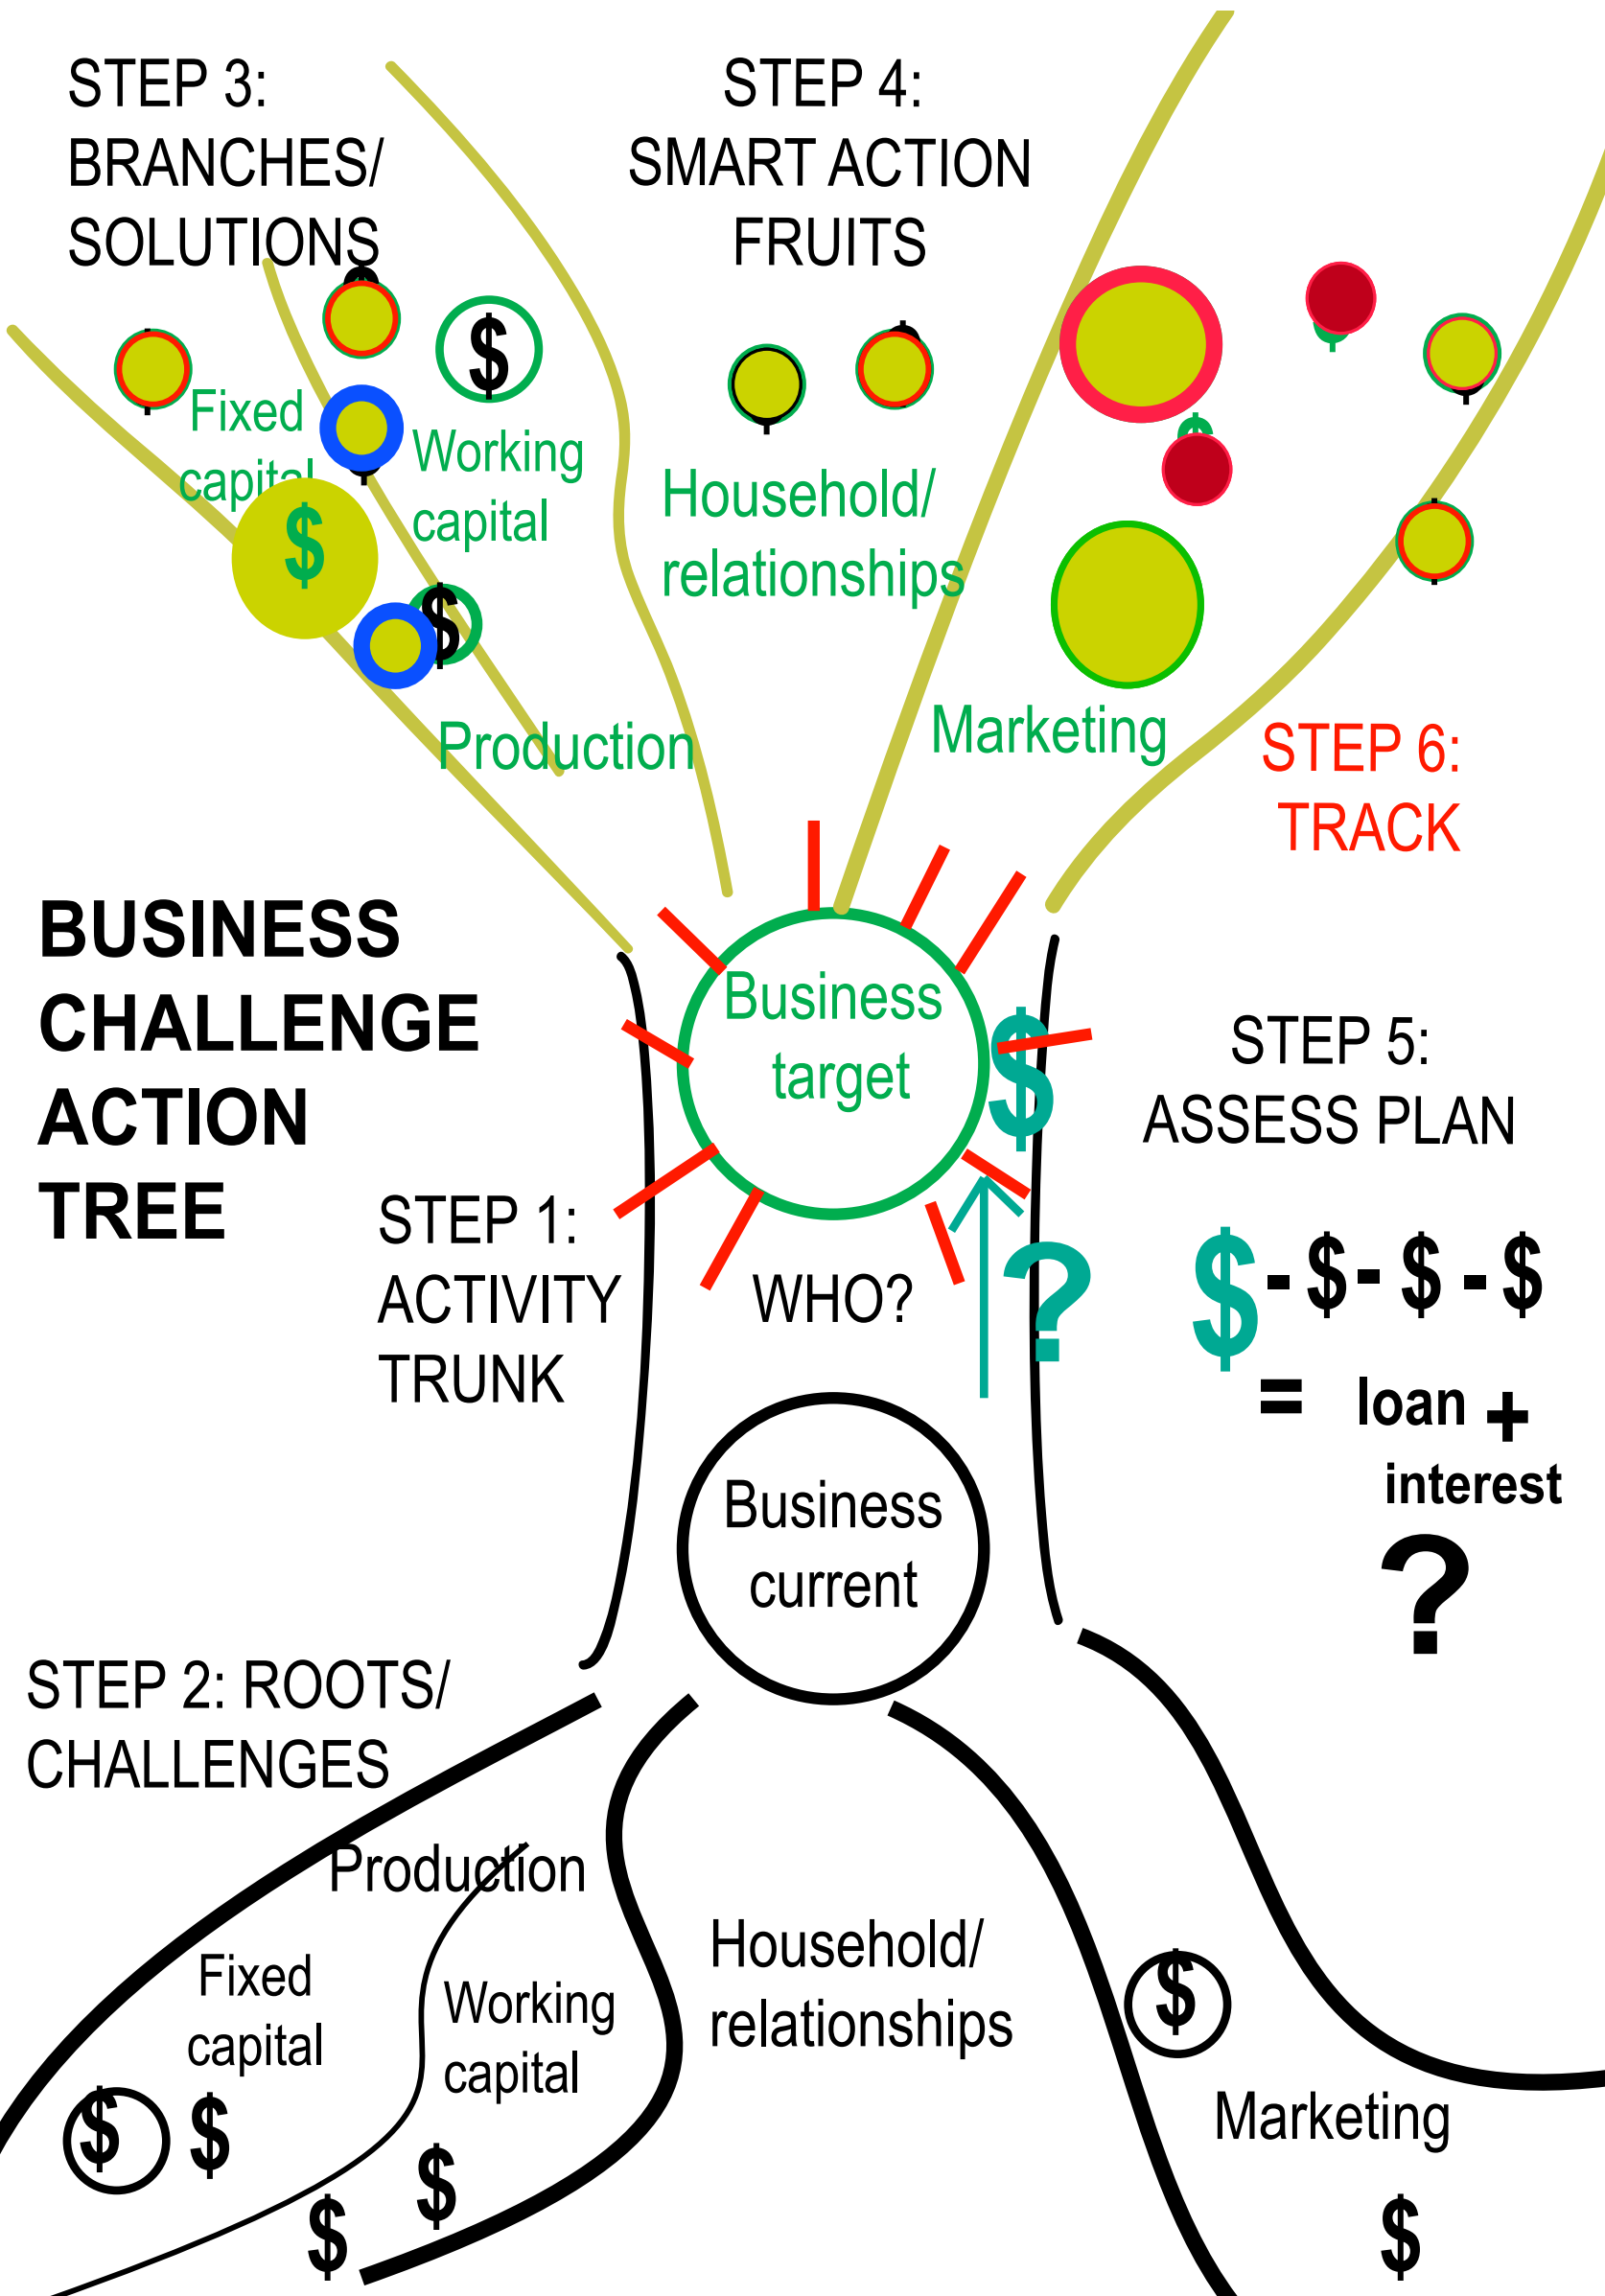 STEP 3:
BRANCHES/
SOLUTIONS
STEP 4:
SMART ACTION
FRUITS
$
Fixed
capital
Working
capital
$
$
Household/
relationships
Production
Marketing
STEP 6:
TRACK
BUSINESS
CHALLENGE
ACTION
TREE
Business
target
$
STEP 5:
ASSESS PLAN
STEP 1:
ACTIVITY
TRUNK
WHO?
?
$ - $ - $ - $
= loan +
interest
?
Business
current
STEP 2: ROOTS/
CHALLENGES
Production
Fixed
capital
Working
capital
Household/
relationships
$
Marketing
$ $
$
$
$